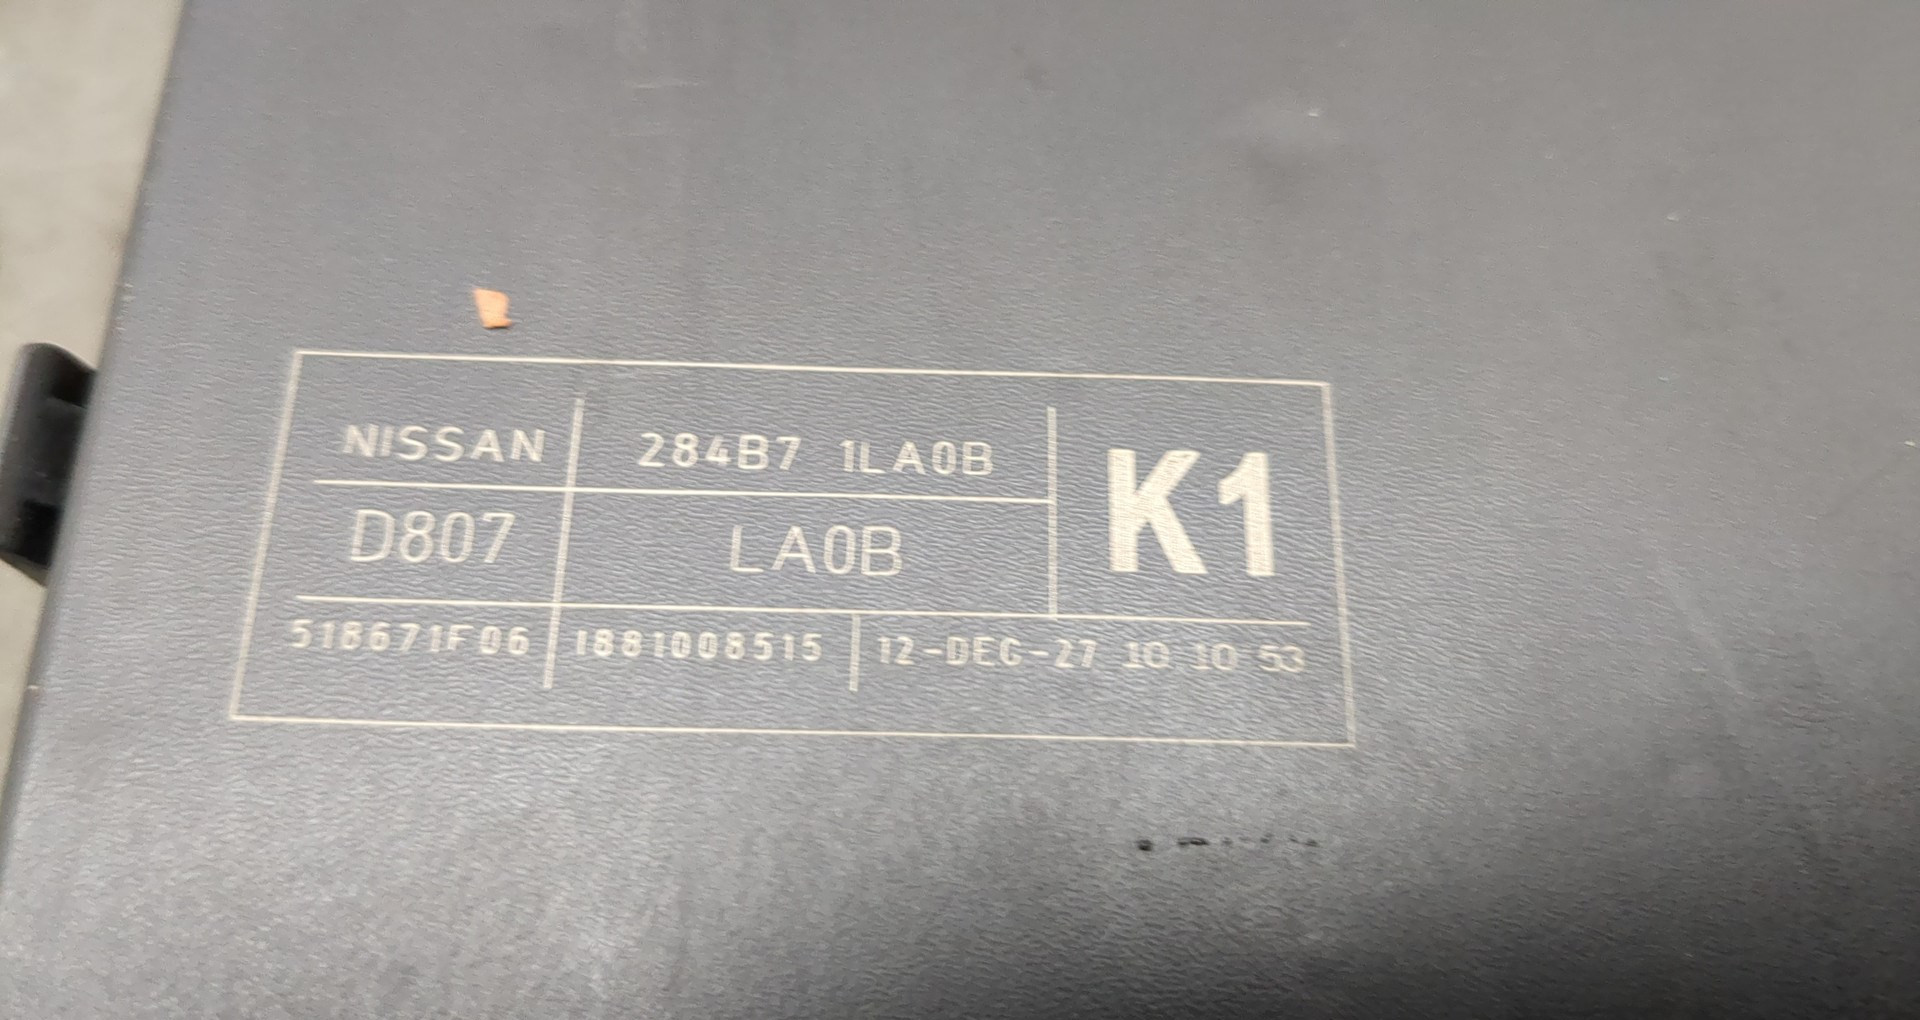 NISSAN 284B7 1LA0B K1
D807 LA0B
518671F06 1881008515 12-DEC-27 10 10 53